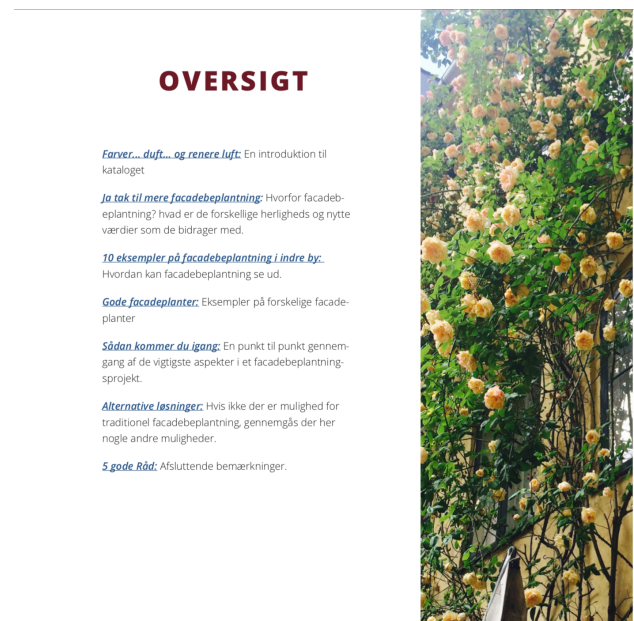 OVERSIGT
Farver... duft... og renere luft: En introduktion til
kataloget
Ja tak til mere facadebeplantning: Hvorfor facadeb-
eplantning? hvad er de forskellige herligheds og nytte
værdier som de bidrager med.
10 eksempler på facadebeplantning i indre by:
Hvordan kan facadebeplantning se ud.
Gode facadeplanter: Eksempler på forskelige facade-
planter
Sådan kommer du igang: En punkt til punkt gennem-
gang af de vigtigste aspekter i et facadebeplantning-
sprojekt.
Alternative løsninger: Hvis ikke der er mulighed for
traditionel facadebeplantning, gennemgås der her
nogle andre muligheder.
5 gode Råd: Afsluttende bemærkninger.